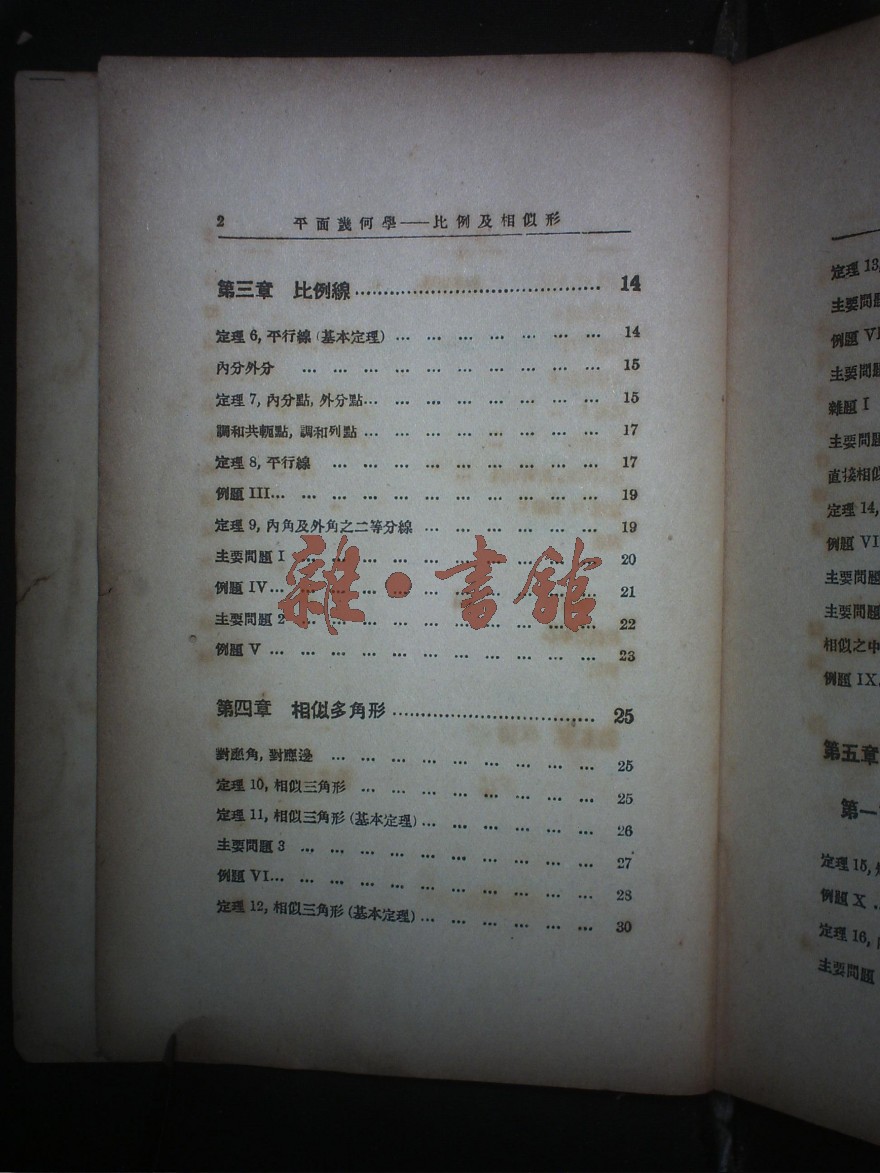 2 平面幾何學——比例及相似形
第三章 比例線 14
定理 6, 平行線 (基本定理) 14
內分外分 15
定理 7, 內分點, 外分點 15
調和共軛點, 調和列點 17
定理 8, 平行線 17
例題 III 19
定理 9, 內角及外角之二等分線 19
主要問題 I 20
例題 IV 21
主要問題 2 22
例題 V 23
第四章 相似多角形 25
對應角, 對應邊 25
定理 10, 相似三角形 25
定理 11, 相似三角形 (基本定理) 26
主要問題 3 27
例題 VI 28
定理 12, 相似三角形 (基本定理) 30
雜·書館
定理 13,
主要問題
例題
主要問題
雜題 I
主要問題
直接相似
定理 14,
例題
主要問題
主要問題
相似之中
例題 IX
第五章
第一
定理 15,
例題 X
定理 16,
主要問題